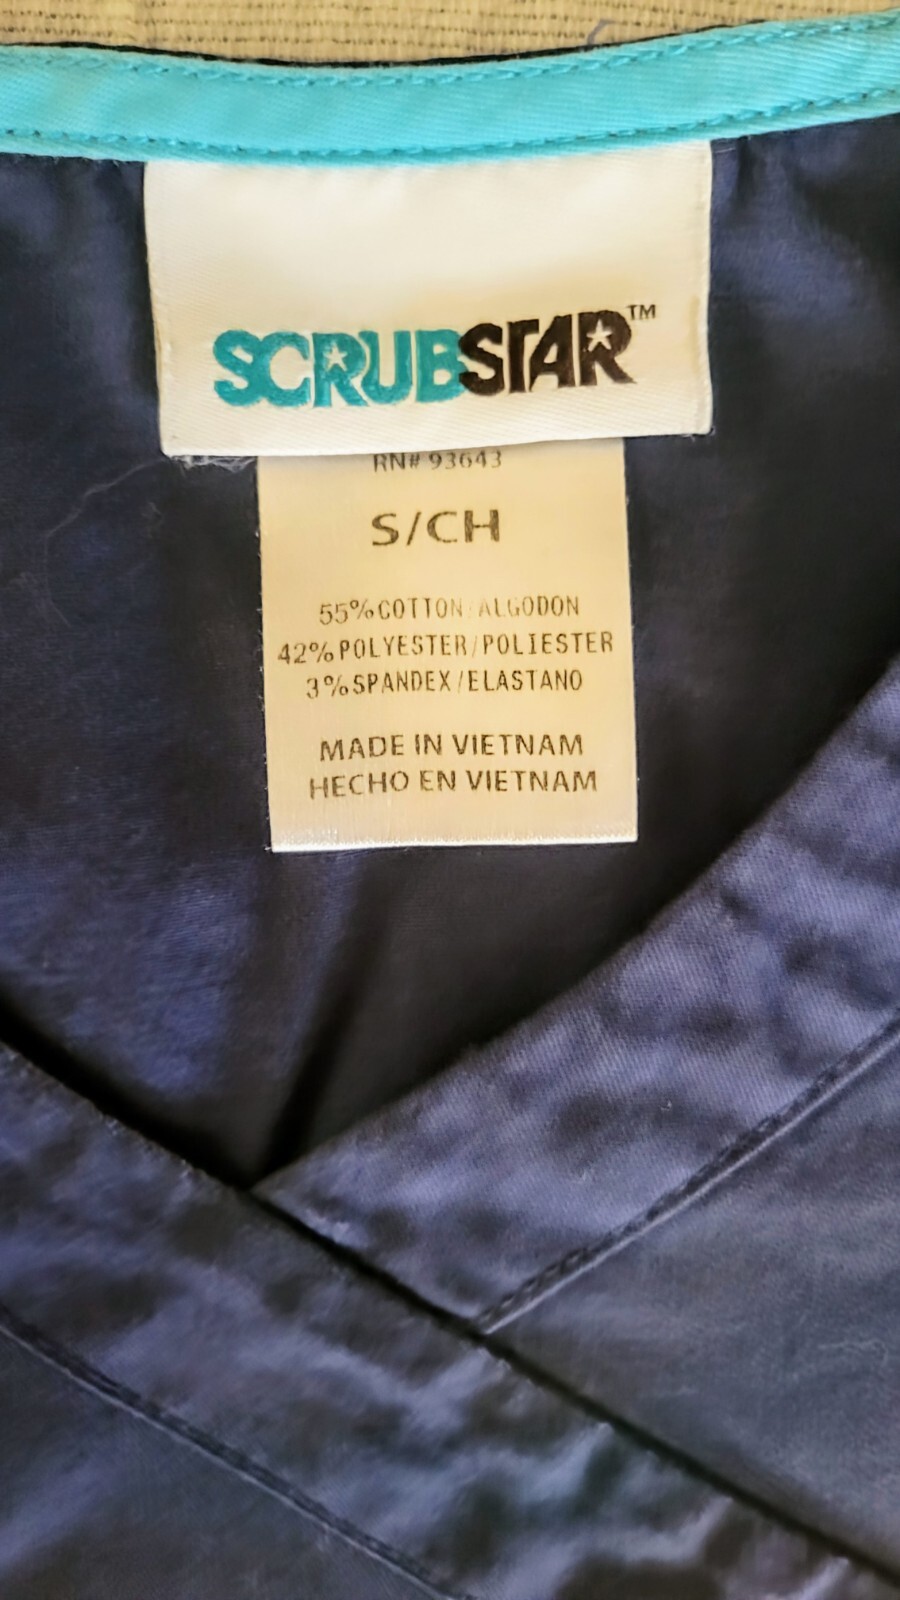 SCRUBSTAR™
RN# 93643
S/CH
55% COTTON/ALGODON
42% POLYESTER/POLIESTER
3% SPANDEX/ELASTANO
MADE IN VIETNAM
HECHO EN VIETNAM